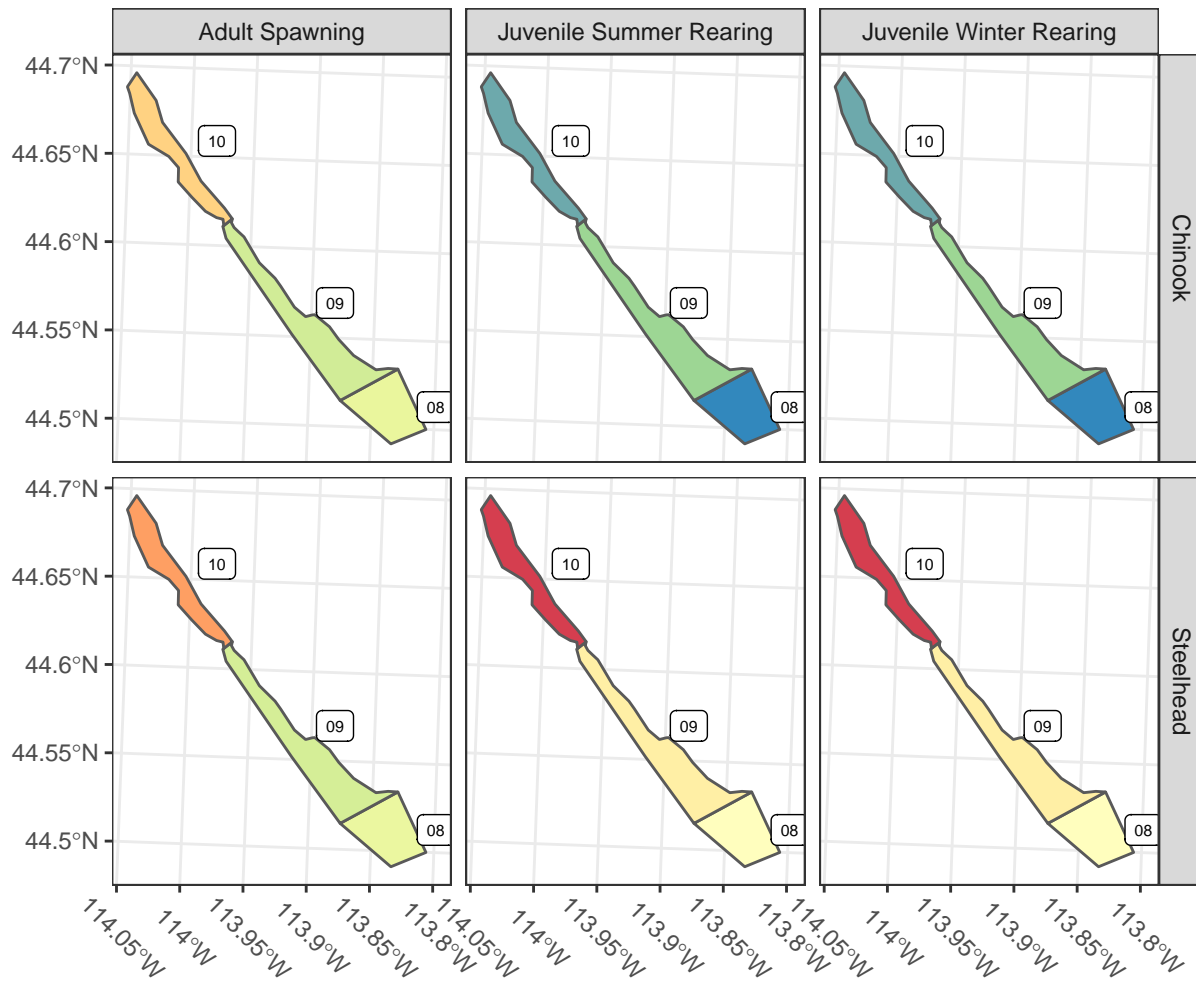 Adult Spawning
Juvenile Summer Rearing
Juvenile Winter Rearing
44.7°N
44.65°N
44.6°N
44.55°N
44.5°N
10
09
08
10
09
08
10
09
08
Chinook
44.7°N
44.65°N
44.6°N
44.55°N
44.5°N
10
09
08
10
09
08
10
09
08
Steelhead
114.05°W
114°W
113.95°W
113.9°W
113.85°W
113.8°W
114.05°W
114°W
113.95°W
113.9°W
113.85°W
113.8°W
114.05°W
114°W
113.95°W
113.9°W
113.85°W
113.8°W